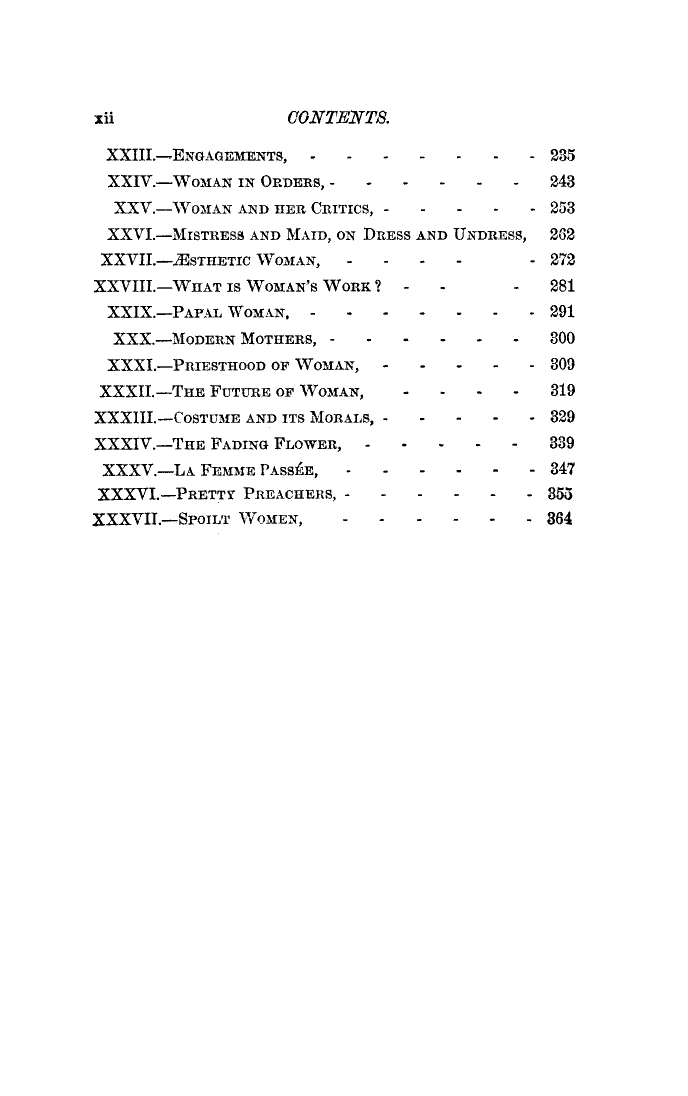 xii CONTENTS.
XXIII.—Engagements, - - - - - - - 235
XXIV.—Woman in Orders, - - - - - - 243
XXV.—Woman and her Critics, - - - - - 253
XXVI.—Mistress and Maid, on Dress and Undress, 262
XXVII.—Æsthetic Woman, - - - - - 272
XXVIII.—What is Woman's Work? - - - 281
XXIX.—Papal Woman, - - - - - - - 291
XXX.—Modern Mothers, - - - - - - 300
XXXI.—Priesthood of Woman, - - - - - 309
XXXII.—The Future of Woman, - - - - 319
XXXIII.—Costume and its Morals, - - - - - 329
XXXIV.—The Fading Flower, - - - - - 339
XXXV.—La Femme Passée, - - - - - - 347
XXXVI.—Pretty Preachers, - - - - - - 355
XXXVII.—Spoilt Women, - - - - - - 364